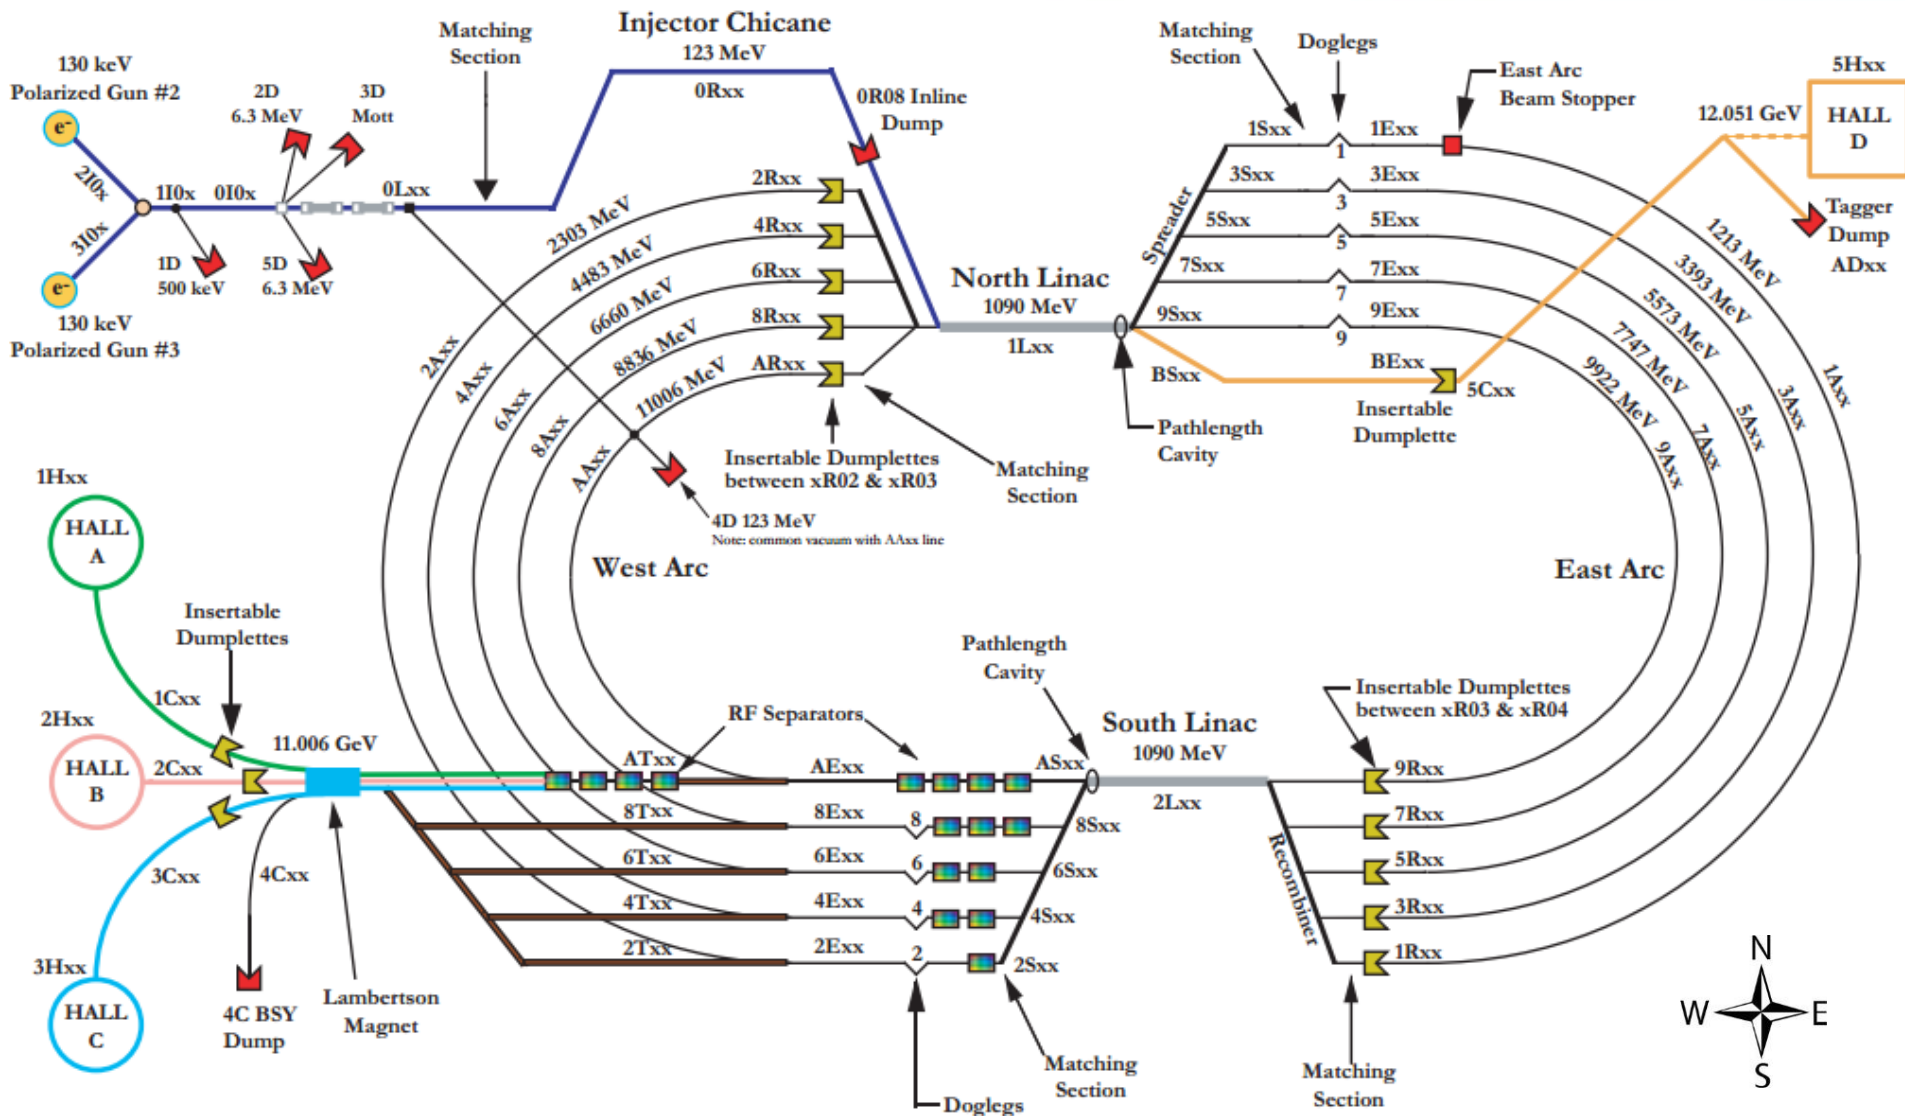 Injector Chicane
123 MeV
0Rxx
Matching
Section
130 keV
Polarized Gun #2
e-
2I0x
2D
6.3 MeV
3D
Mott
1I0x
0I0x
0Lxx
3I0x
e-
1D
500 keV
5D
6.3 MeV
130 keV
Polarized Gun #3
0R08 Inline
Dump
2Rxx
4Rxx
6Rxx
8Rxx
ARxx
2303 MeV
4483 MeV
6660 MeV
8836 MeV
11006 MeV
2Axx
4Axx
6Axx
8Axx
AAxx
Insertable Dumplettes
between xR02 & xR03
Matching
Section
4D 123 MeV
Note: common vacuum with AAxx line
West Arc
North Linac
1090 MeV
1Lxx
Pathlength
Cavity
Matching
Section
Doglegs
East Arc
Beam Stopper
Spreader
1Sxx
1
1Exx
3Sxx
3
3Exx
5Sxx
5
5Exx
7Sxx
7
7Exx
9Sxx
9
9Exx
BSxx
BExx
Insertable
Dumplette
5Cxx
12.051 GeV
5Hxx
HALL
D
Tagger
Dump
ADxx
1213 MeV
3393 MeV
5573 MeV
7747 MeV
9922 MeV
1Axx
3Axx
5Axx
7Axx
9Axx
East Arc
1Hxx
HALL
A
Insertable
Dumplettes
1Cxx
2Hxx
HALL
B
2Cxx
11.006 GeV
3Cxx
4Cxx
3Hxx
HALL
C
4C BSY
Dump
Lambertson
Magnet
RF Separators
ATxx
AExx
ASxx
8Txx
8Exx
8
8Sxx
6Txx
6Exx
6
6Sxx
4Txx
4Exx
4
4Sxx
2Txx
2Exx
2
2Sxx
Pathlength
Cavity
South Linac
1090 MeV
2Lxx
Insertable Dumplettes
between xR03 & xR04
Recombiner
9Rxx
7Rxx
5Rxx
3Rxx
1Rxx
Doglegs
Matching
Section
Matching
Section
N
W
E
S